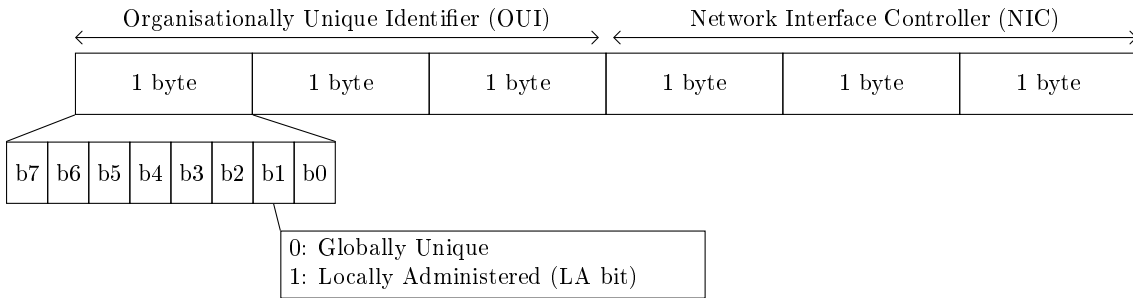 Organisationally Unique Identifier (OUI) Network Interface Controller (NIC)
1 byte 1 byte 1 byte 1 byte 1 byte 1 byte
b7 b6 b5 b4 b3 b2 b1 b0
0: Globally Unique
1: Locally Administered (LA bit)